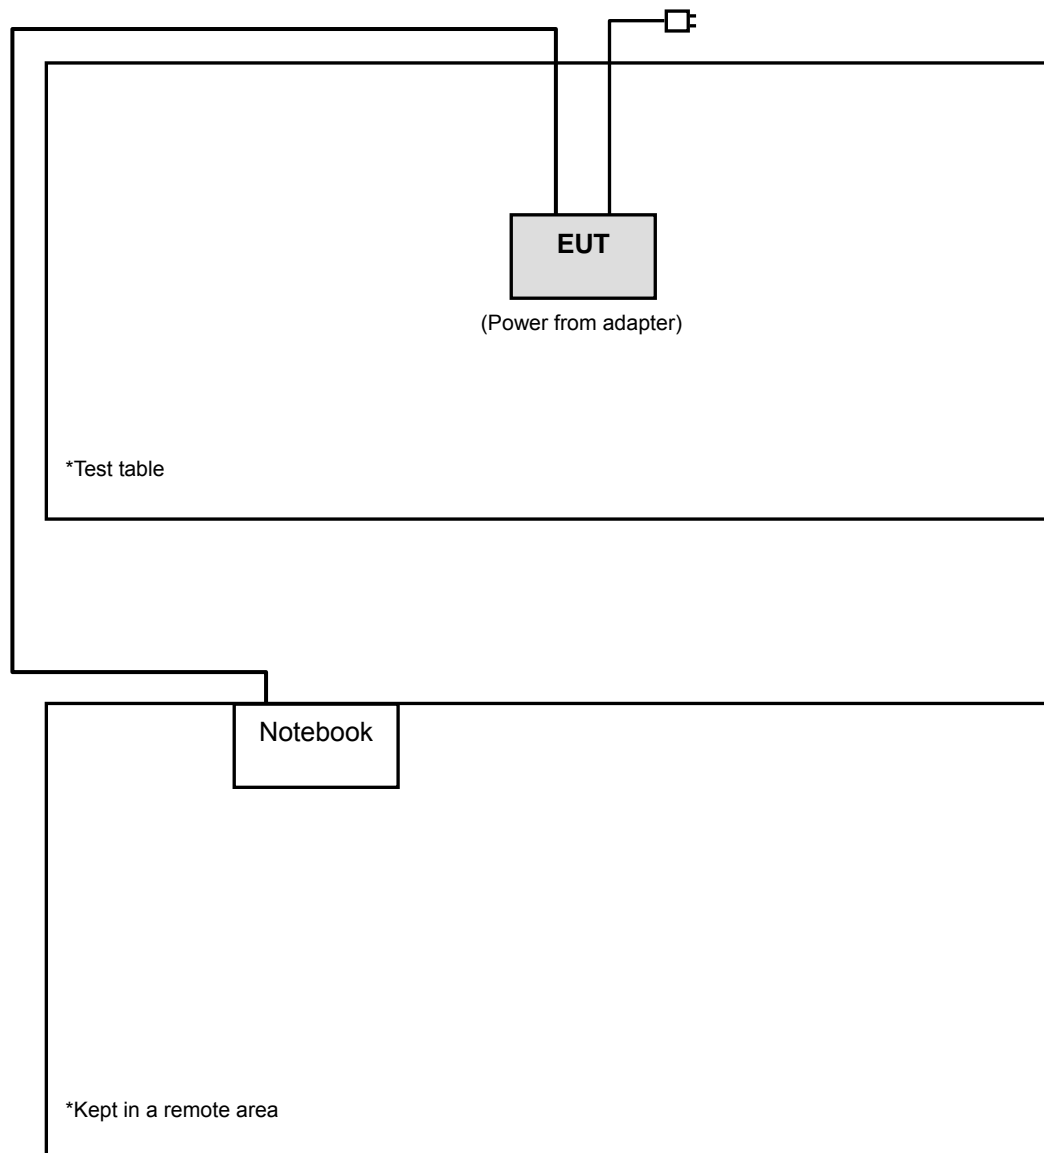 EUT
(Power from adapter)
*Test table
Notebook
*Kept in a remote area